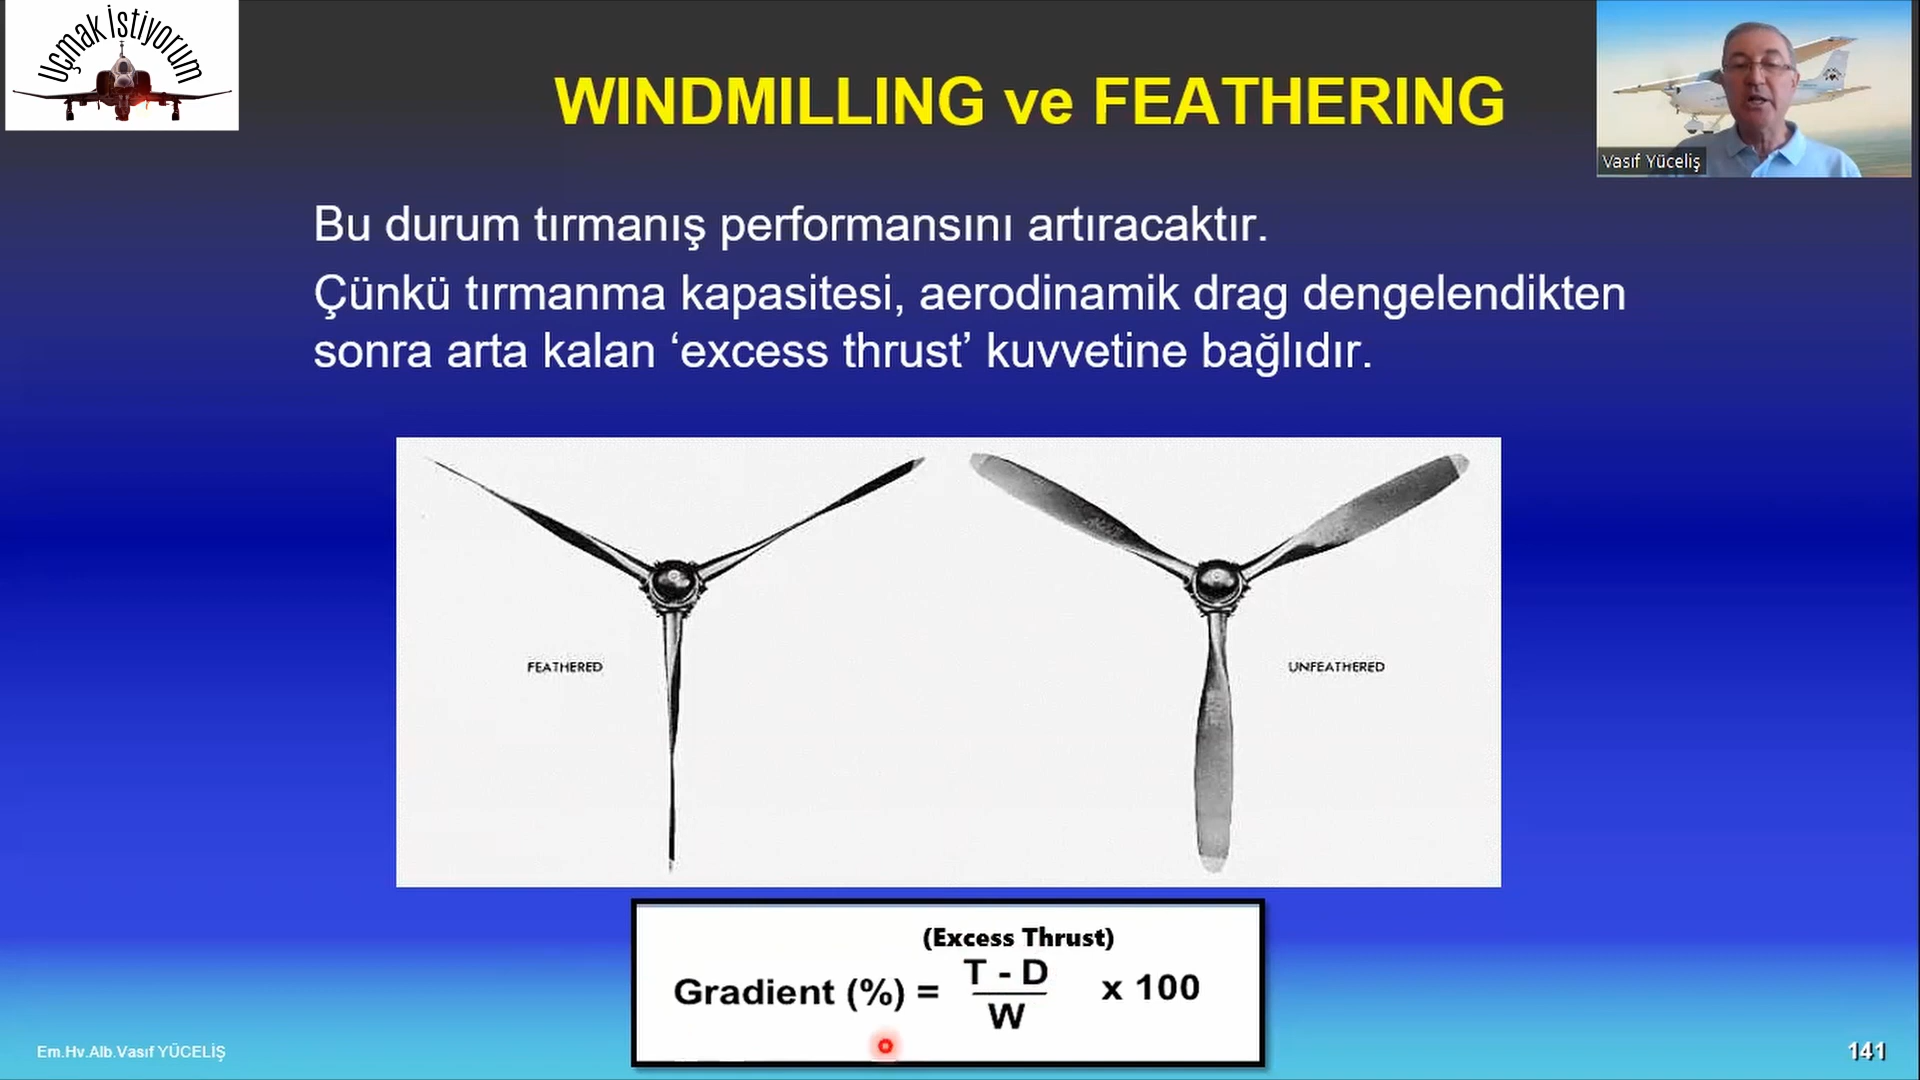 Uçmak İstiyorum
WINDMILLING ve FEATHERING
Vasıf Yüceliş
Bu durum tırmanış performansını artıracaktır.
Çünkü tırmanma kapasitesi, aerodinamik drag dengelendikten
sonra arta kalan ‘excess thrust’ kuvvetine bağlıdır.
FEATHERED
UNFEATHERED
(Excess Thrust)
Gradient (%) = T - D / W x 100
Em.Hv.Alb.Vasıf YÜCELİŞ
141